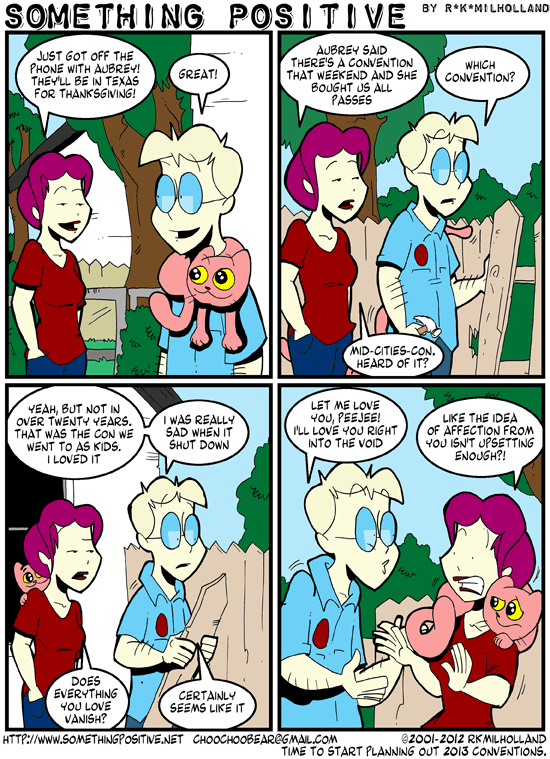 SOMETHING POSITIVE BY R*K*MILHOLLAND
JUST GOT OFF THE
PHONE WITH AUBREY!
THEY'LL BE IN TEXAS
FOR THANKSGIVING!
GREAT!
AUBREY SAID
THERE'S A CONVENTION
THAT WEEKEND AND SHE
BOUGHT US ALL
PASSES
WHICH
CONVENTION?
MID-CITIES-CON.
HEARD OF IT?
YEAH, BUT NOT IN
OVER TWENTY YEARS.
THAT WAS THE CON WE
WENT TO AS KIDS.
I LOVED IT
I WAS REALLY
SAD WHEN IT
SHUT DOWN
DOES
EVERYTHING
YOU LOVE
VANISH?
CERTAINLY
SEEMS LIKE IT
LET ME LOVE
YOU, PEEJEE!
I'LL LOVE YOU RIGHT
INTO THE VOID
LIKE THE IDEA
OF AFFECTION FROM
YOU ISN'T UPSETTING
ENOUGH?!
HTTP://WWW.SOMETHINGPOSITIVE.NET CHOOCHOOBEAR@GMAIL.COM ©2001-2012 RKMILHOLLAND
TIME TO START PLANNING OUT 2013 CONVENTIONS.